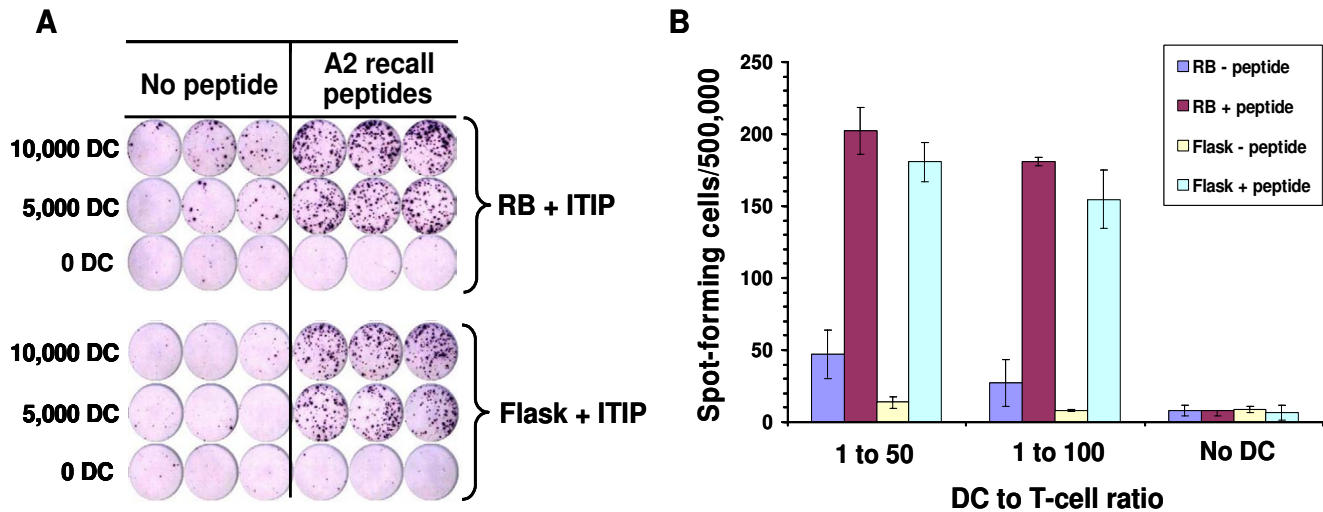 A
No peptide
A2 recall
peptides
10,000 DC
5,000 DC
0 DC
RB + ITIP
10,000 DC
5,000 DC
0 DC
Flask + ITIP
B
Spot-forming cells/500,000
250
200
150
100
50
0
1 to 50
1 to 100
No DC
DC to T-cell ratio
RB - peptide
RB + peptide
Flask - peptide
Flask + peptide